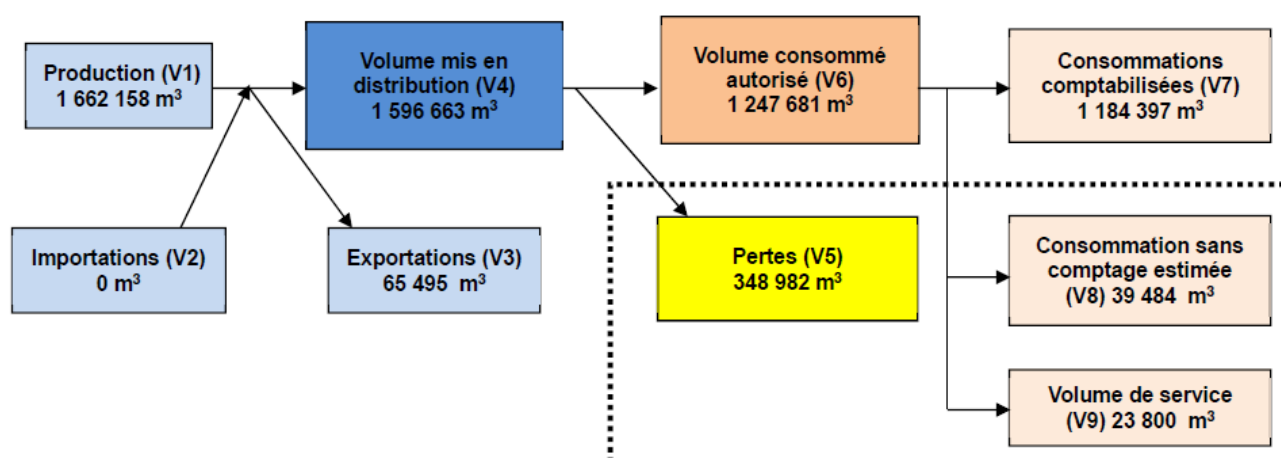 Production (V1)
1 662 158 m³
Volume mis en
distribution (V4)
1 596 663 m³
Volume consommé
autorisé (V6)
1 247 681 m³
Consommations
comptabilisées (V7)
1 184 397 m³
Importations (V2)
0 m³
Exportations (V3)
65 495 m³
Pertes (V5)
348 982 m³
Consommation sans
comptage estimée
(V8) 39 484 m³
Volume de service
(V9) 23 800 m³